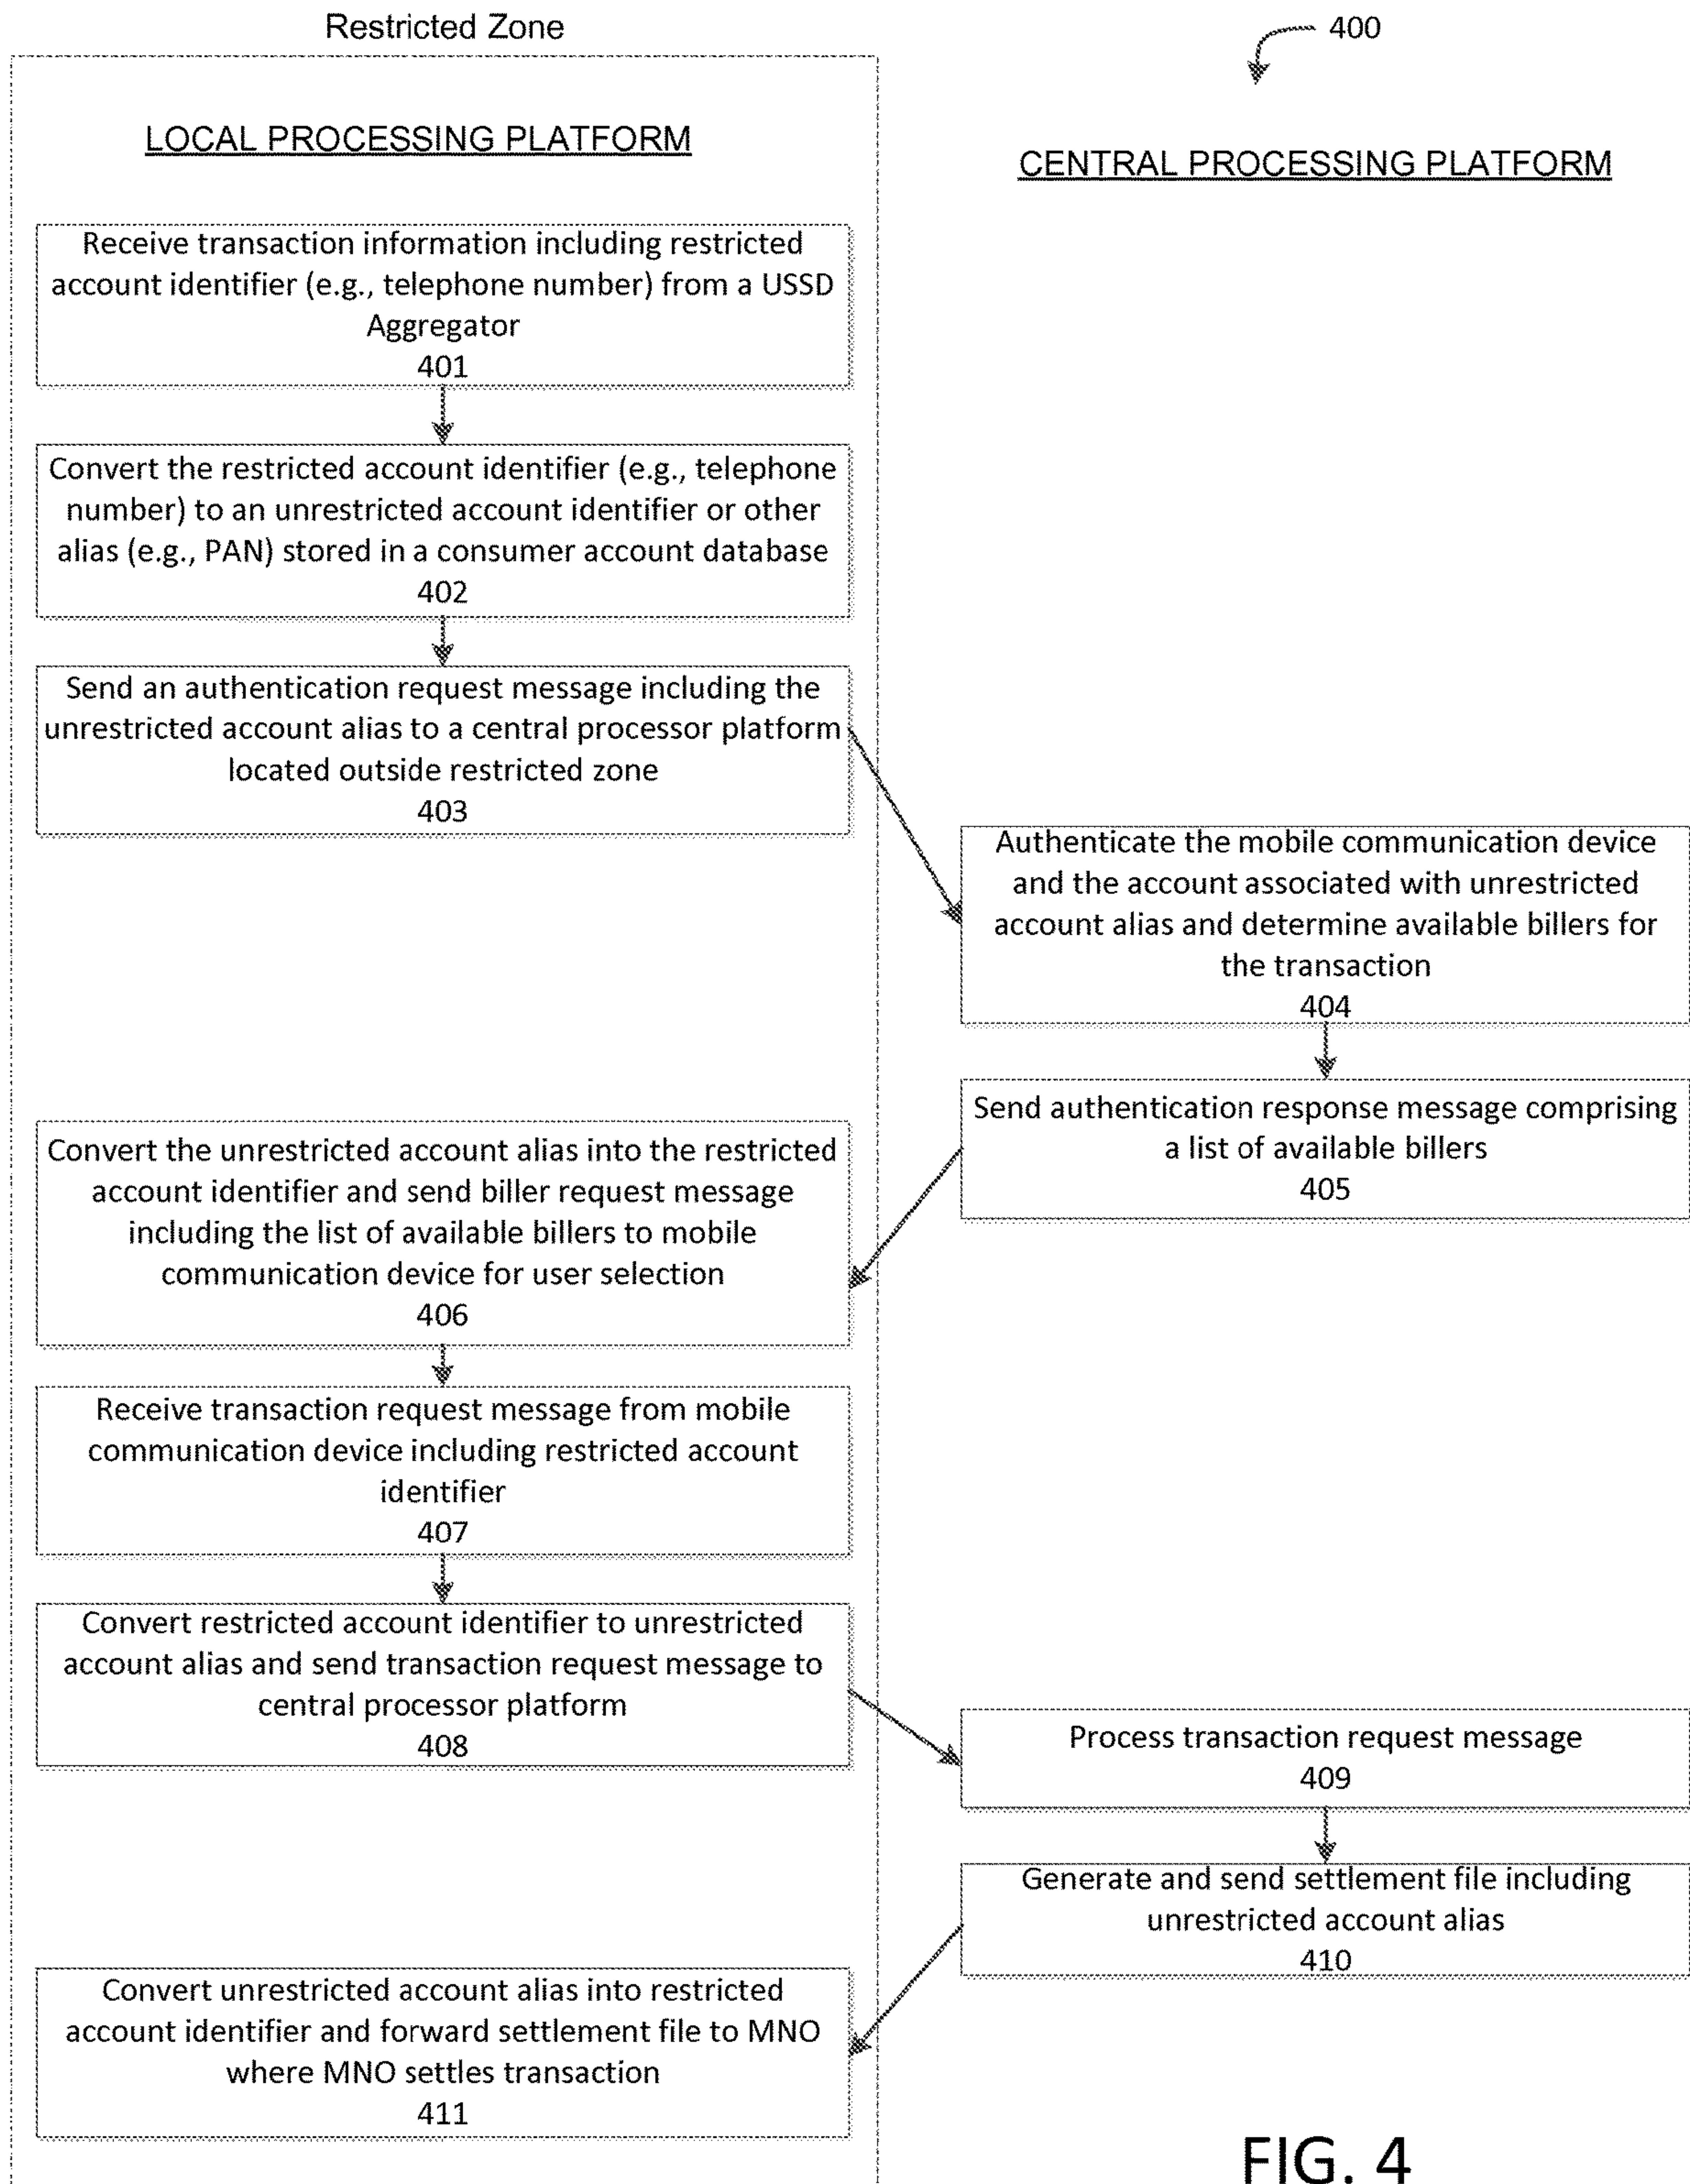 Restricted Zone
400
LOCAL PROCESSING PLATFORM
CENTRAL PROCESSING PLATFORM
Receive transaction information including restricted
account identifier (e.g., telephone number) from a USSD
Aggregator
401
Convert the restricted account identifier (e.g., telephone
number) to an unrestricted account identifier or other
alias (e.g., PAN) stored in a consumer account database
402
Send an authentication request message including the
unrestricted account alias to a central processor platform
located outside restricted zone
403
Authenticate the mobile communication device
and the account associated with unrestricted
account alias and determine available billers for
the transaction
404
Send authentication response message comprising
a list of available billers
405
Convert the unrestricted account alias into the restricted
account identifier and send biller request message
including the list of available billers to mobile
communication device for user selection
406
Receive transaction request message from mobile
communication device including restricted account
identifier
407
Convert restricted account identifier to unrestricted
account alias and send transaction request message to
central processor platform
408
Process transaction request message
409
Generate and send settlement file including
unrestricted account alias
410
Convert unrestricted account alias into restricted
account identifier and forward settlement file to MNO
where MNO settles transaction
411
FIG. 4